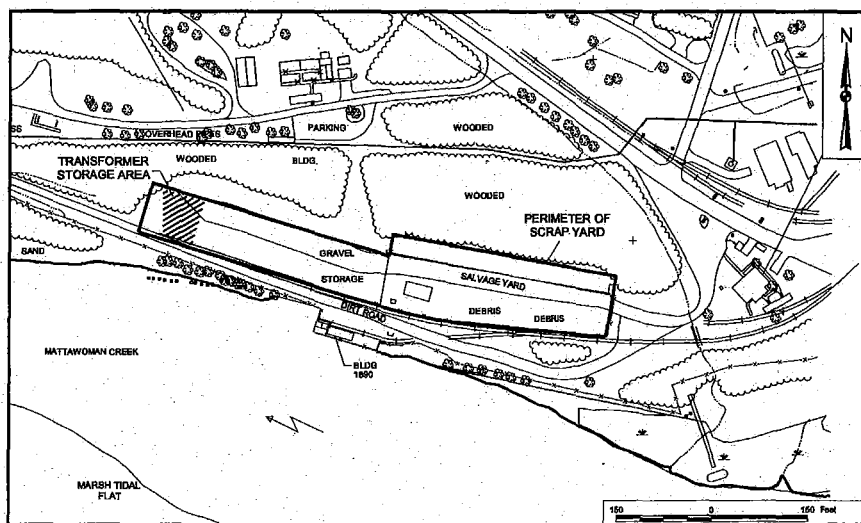 N
SS
OVERHEAD
SS
PARKING
WOODED
TRANSFORMER
STORAGE AREA
WOODED
BLDG.
WOODED
PERIMETER OF
SCRAP YARD
SAND
GRAVEL
STORAGE
SALVAGE YARD
DIRT ROAD
DEBRIS
DEBRIS
MATTAWOMAN CREEK
BLDG
1890
MARSH TIDAL
FLAT
150 0 150 Feet